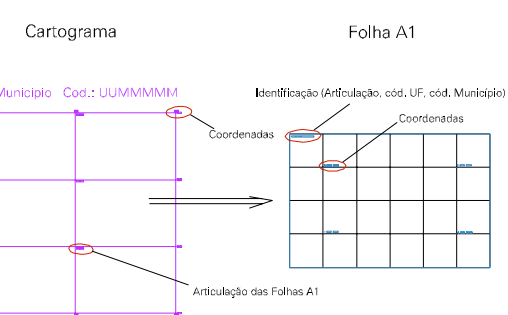 Cartograma
Folha A1
Municipio Cod.: UUMMMMM
Identificação (Articulação, cód. UF, cód. Município)
Coordenadas
Coordenadas
Articulação das Folhas A1